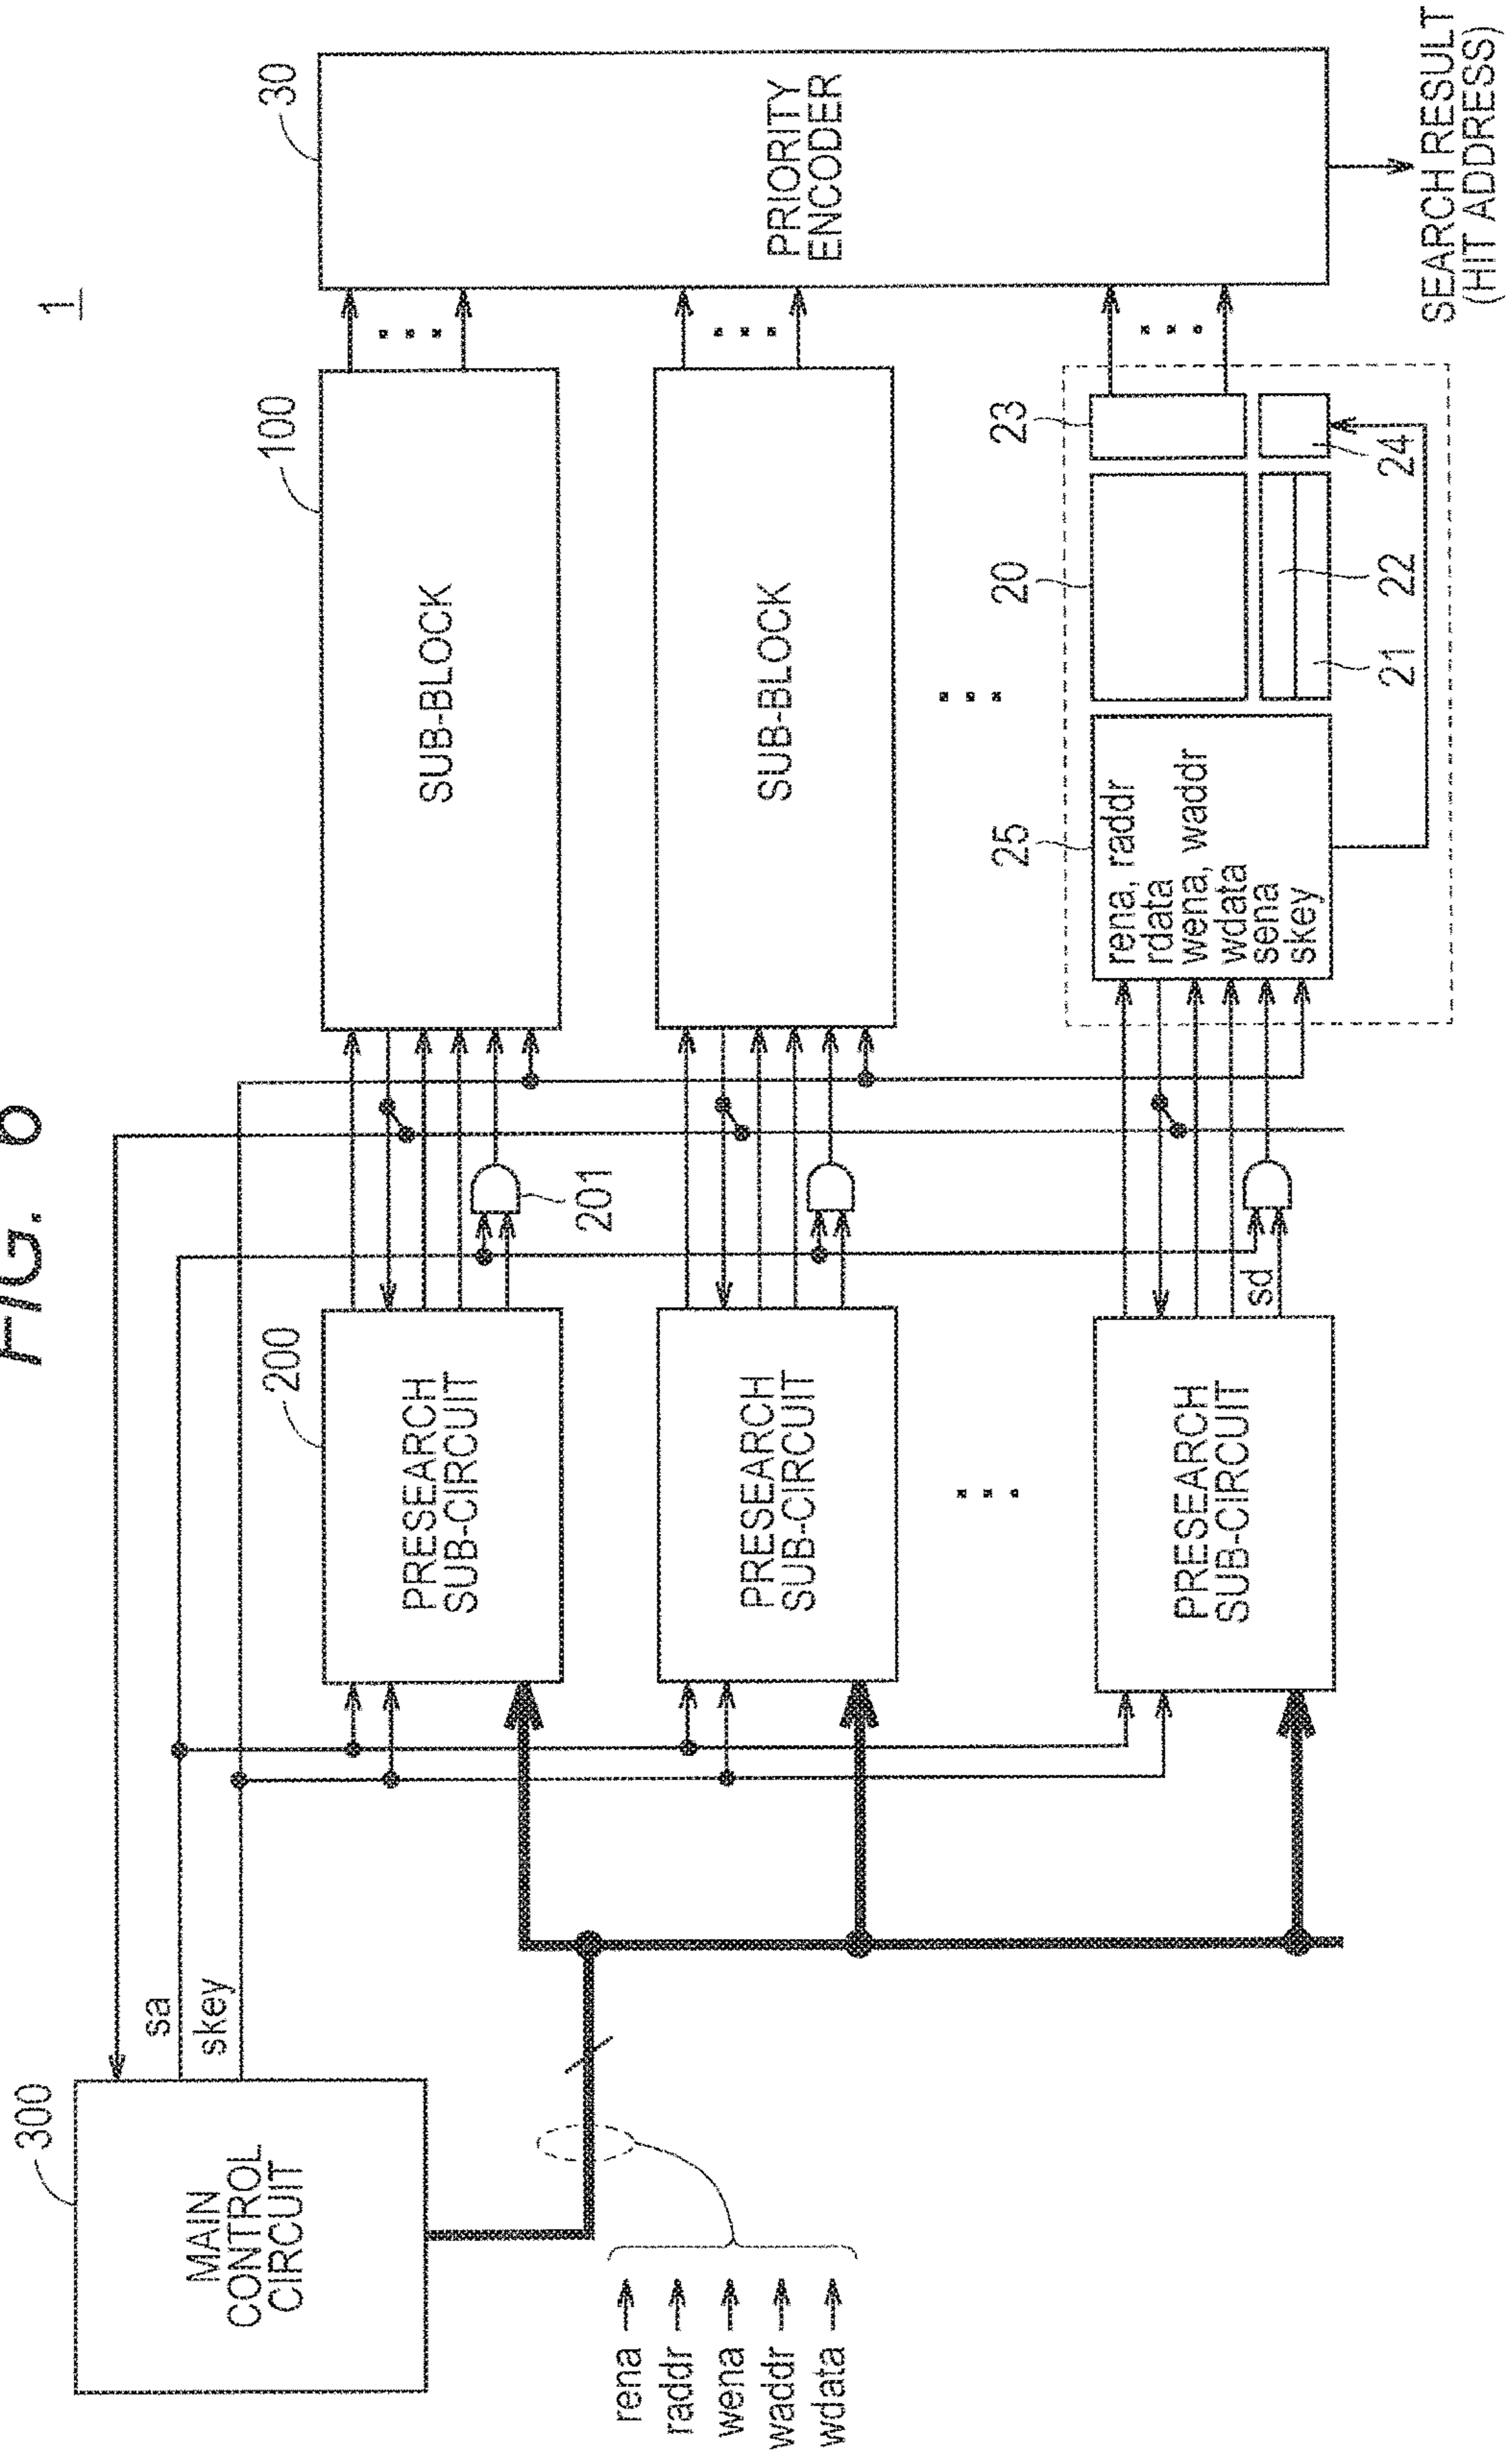 FIG. 6
1
300
MAIN
CONTROL
CIRCUIT
sa
skey
rena
raddr
wena
waddr
wdata
200
PRESEARCH
SUB-CIRCUIT
201
100
SUB-BLOCK
30
PRIORITY
ENCODER
PRESEARCH
SUB-CIRCUIT
SUB-BLOCK
PRESEARCH
SUB-CIRCUIT
sd
25
rena, raddr
rdata
wena, waddr
wdata
sena
skey
20
23
21
22
24
SEARCH RESULT
(HIT ADDRESS)